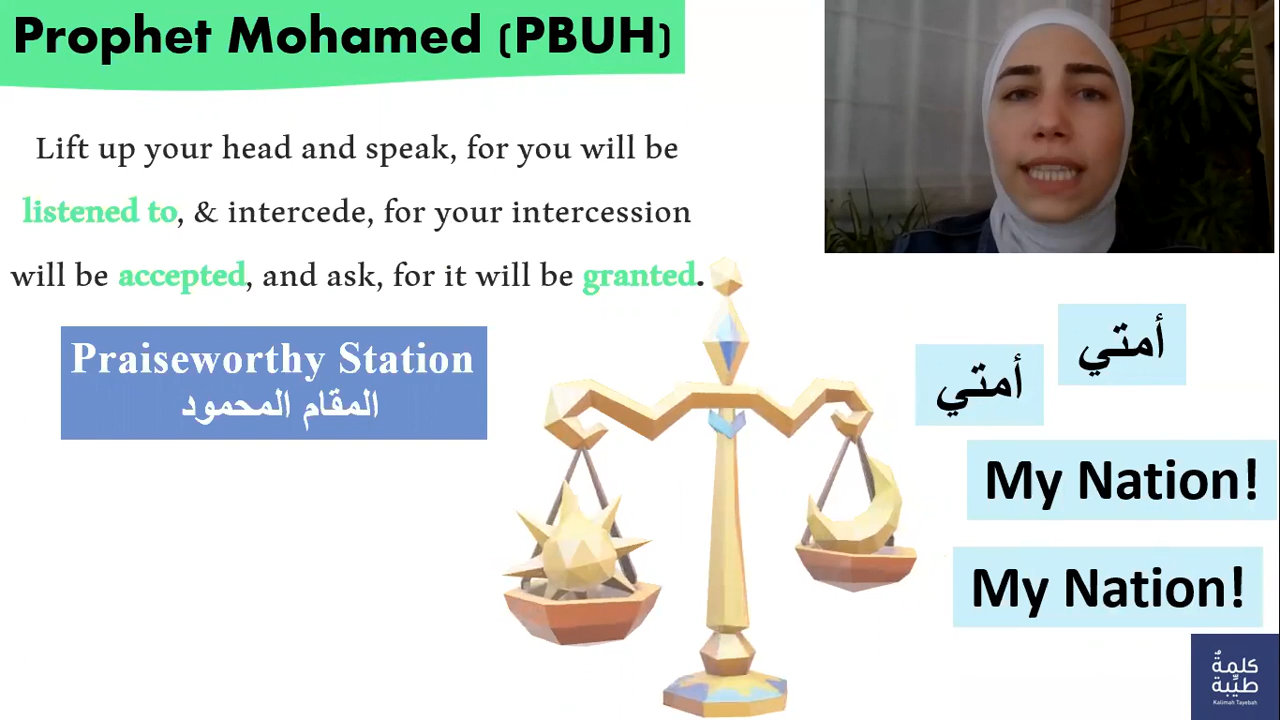 Prophet Mohamed (PBUH)
Lift up your head and speak, for you will be
listened to, & intercede, for your intercession
will be accepted, and ask, for it will be granted.
Praiseworthy Station
المقام المحمود
أمتي
أمتي
My Nation!
My Nation!
كلمةٌ
طيّبة
Kalimah Tayebah